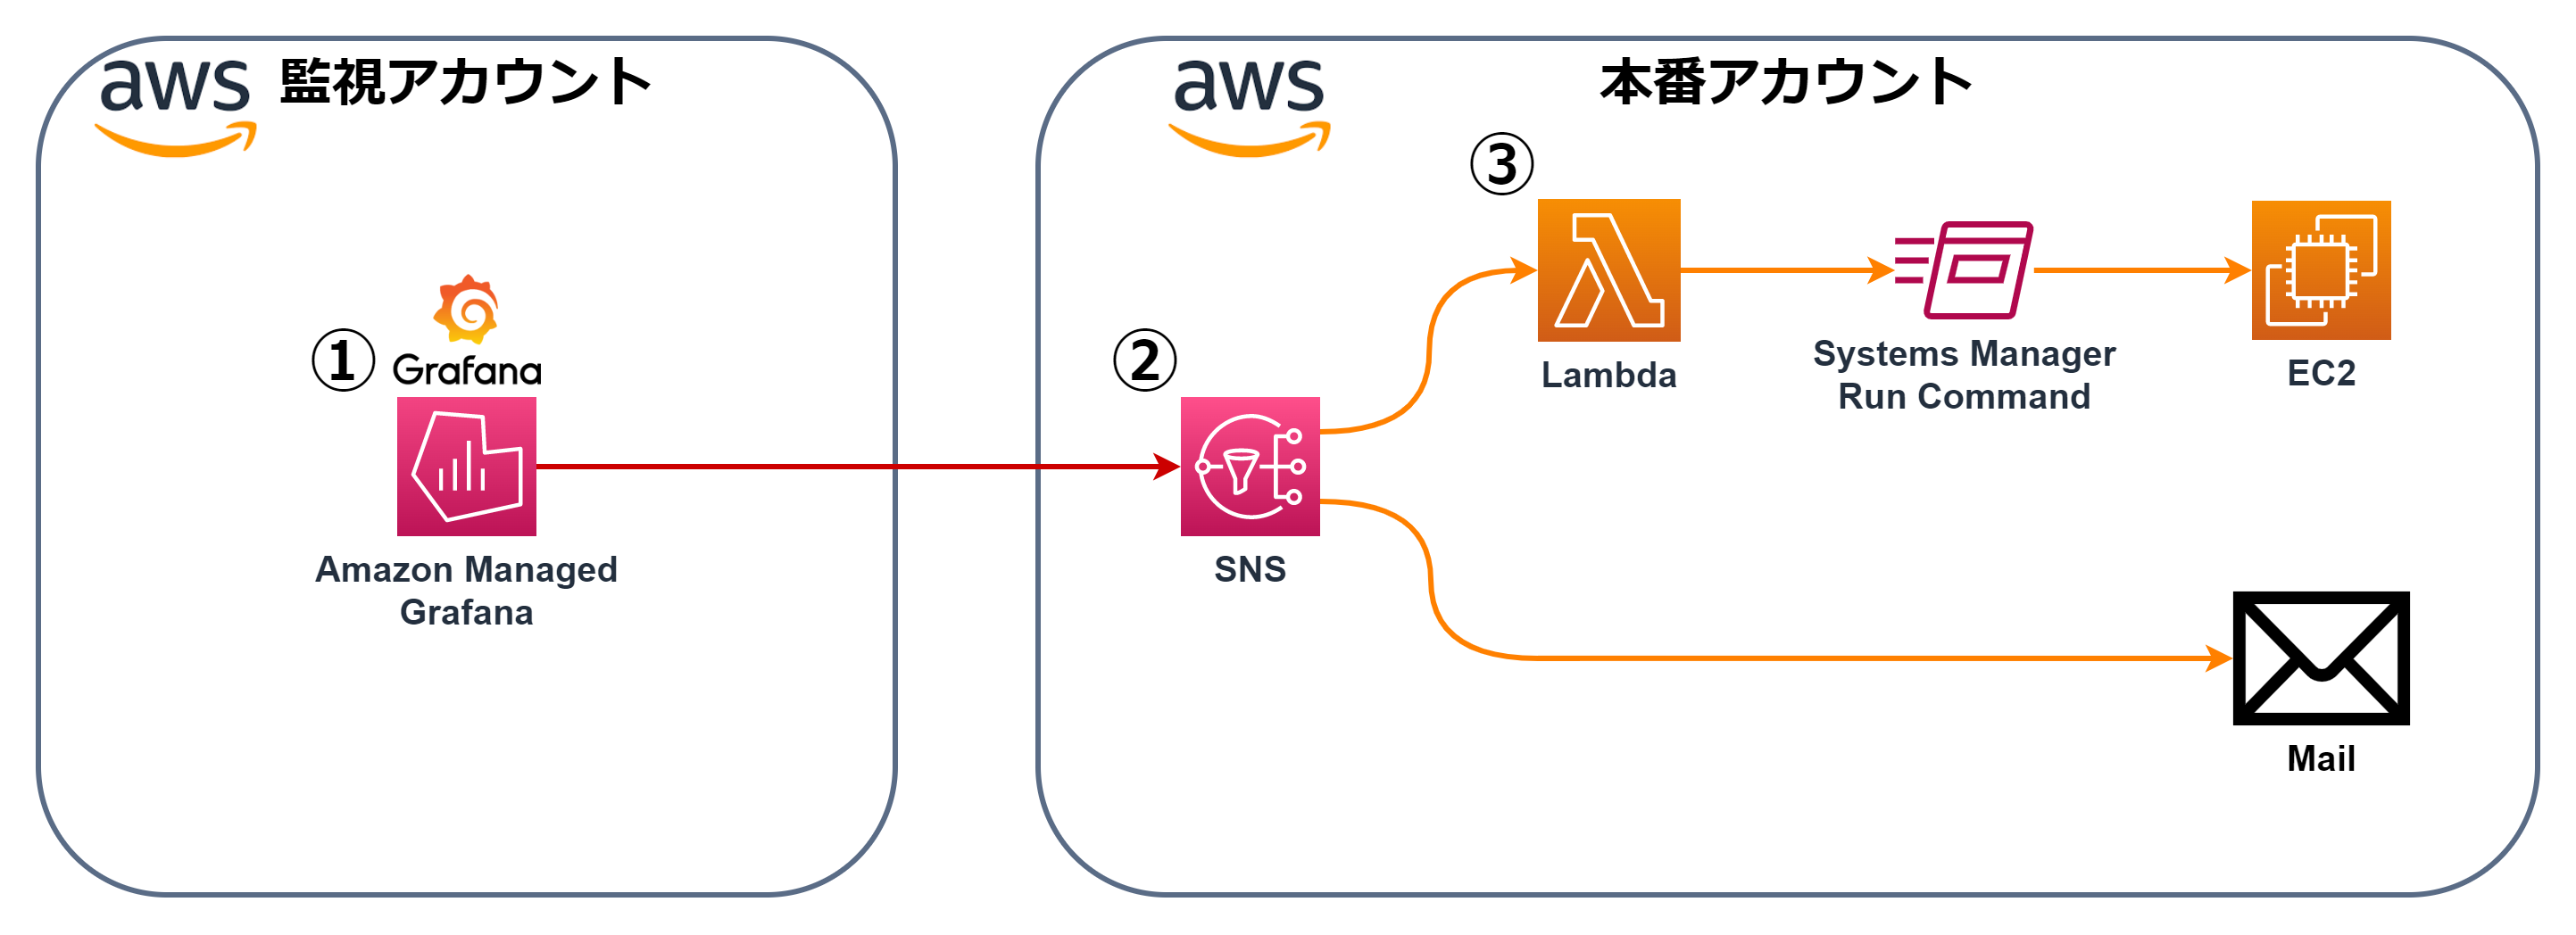 aws 監視アカウント
① Grafana
Amazon Managed
Grafana
aws 本番アカウント
②
SNS
③
Lambda
Systems Manager
Run Command
EC2
Mail